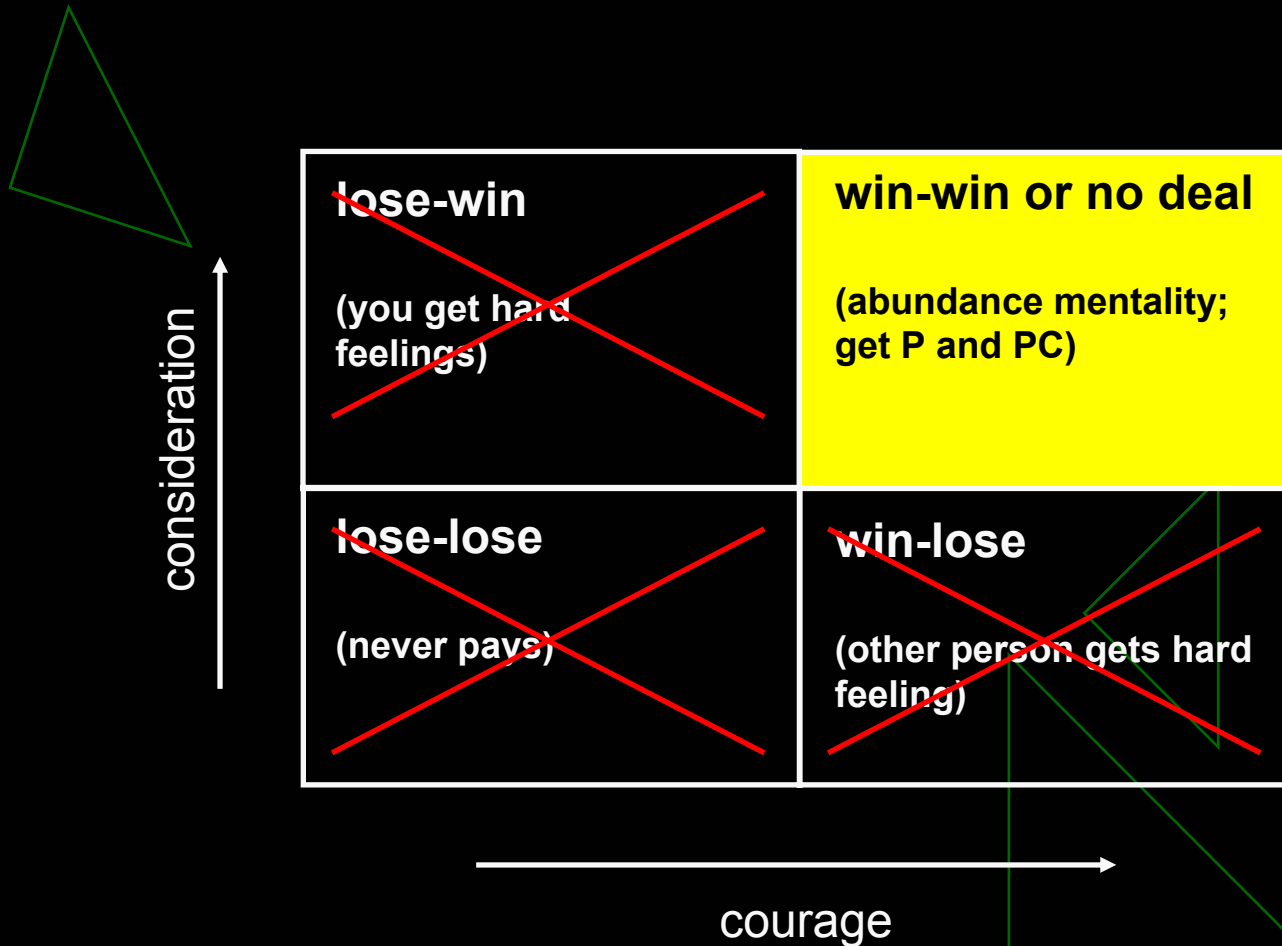 lose-win
(you get hard
feelings)
win-win or no deal
(abundance mentality;
get P and PC)
consideration
lose-lose
(never pays)
win-lose
(other person gets hard
feeling)
courage